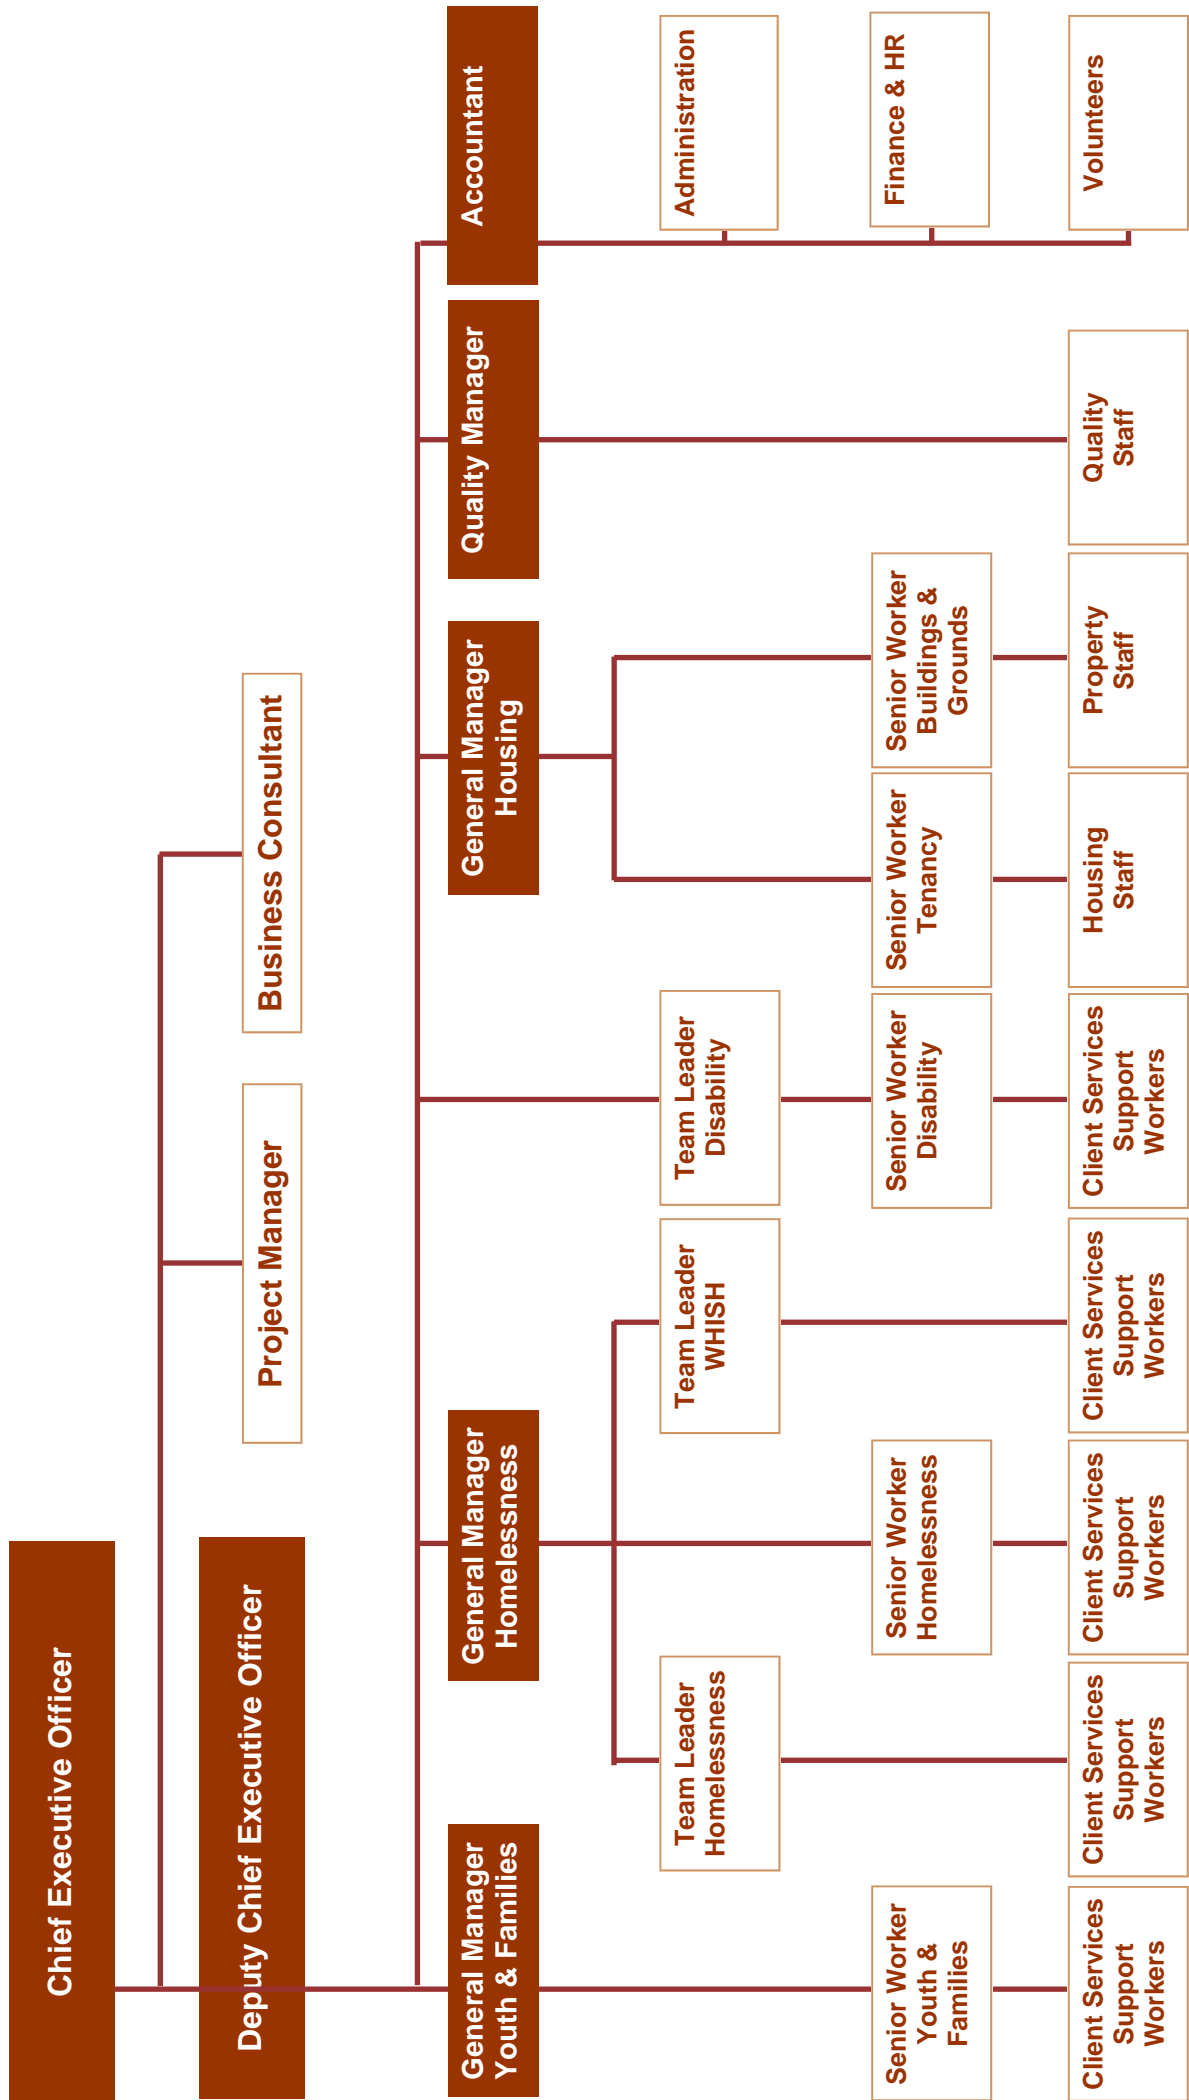 Chief Executive Officer
Deputy Chief Executive Officer
Project Manager
Business Consultant
General Manager
Youth & Families
General Manager
Homelessness
General Manager
Housing
Quality Manager
Accountant
Team Leader
Homelessness
Team Leader
WHISH
Team Leader
Disability
Administration
Senior Worker
Youth &
Families
Senior Worker
Homelessness
Senior Worker
Disability
Senior Worker
Tenancy
Senior Worker
Buildings &
Grounds
Finance & HR
Client Services
Support
Workers
Client Services
Support
Workers
Client Services
Support
Workers
Client Services
Support
Workers
Client Services
Support
Workers
Housing
Staff
Property
Staff
Quality
Staff
Volunteers